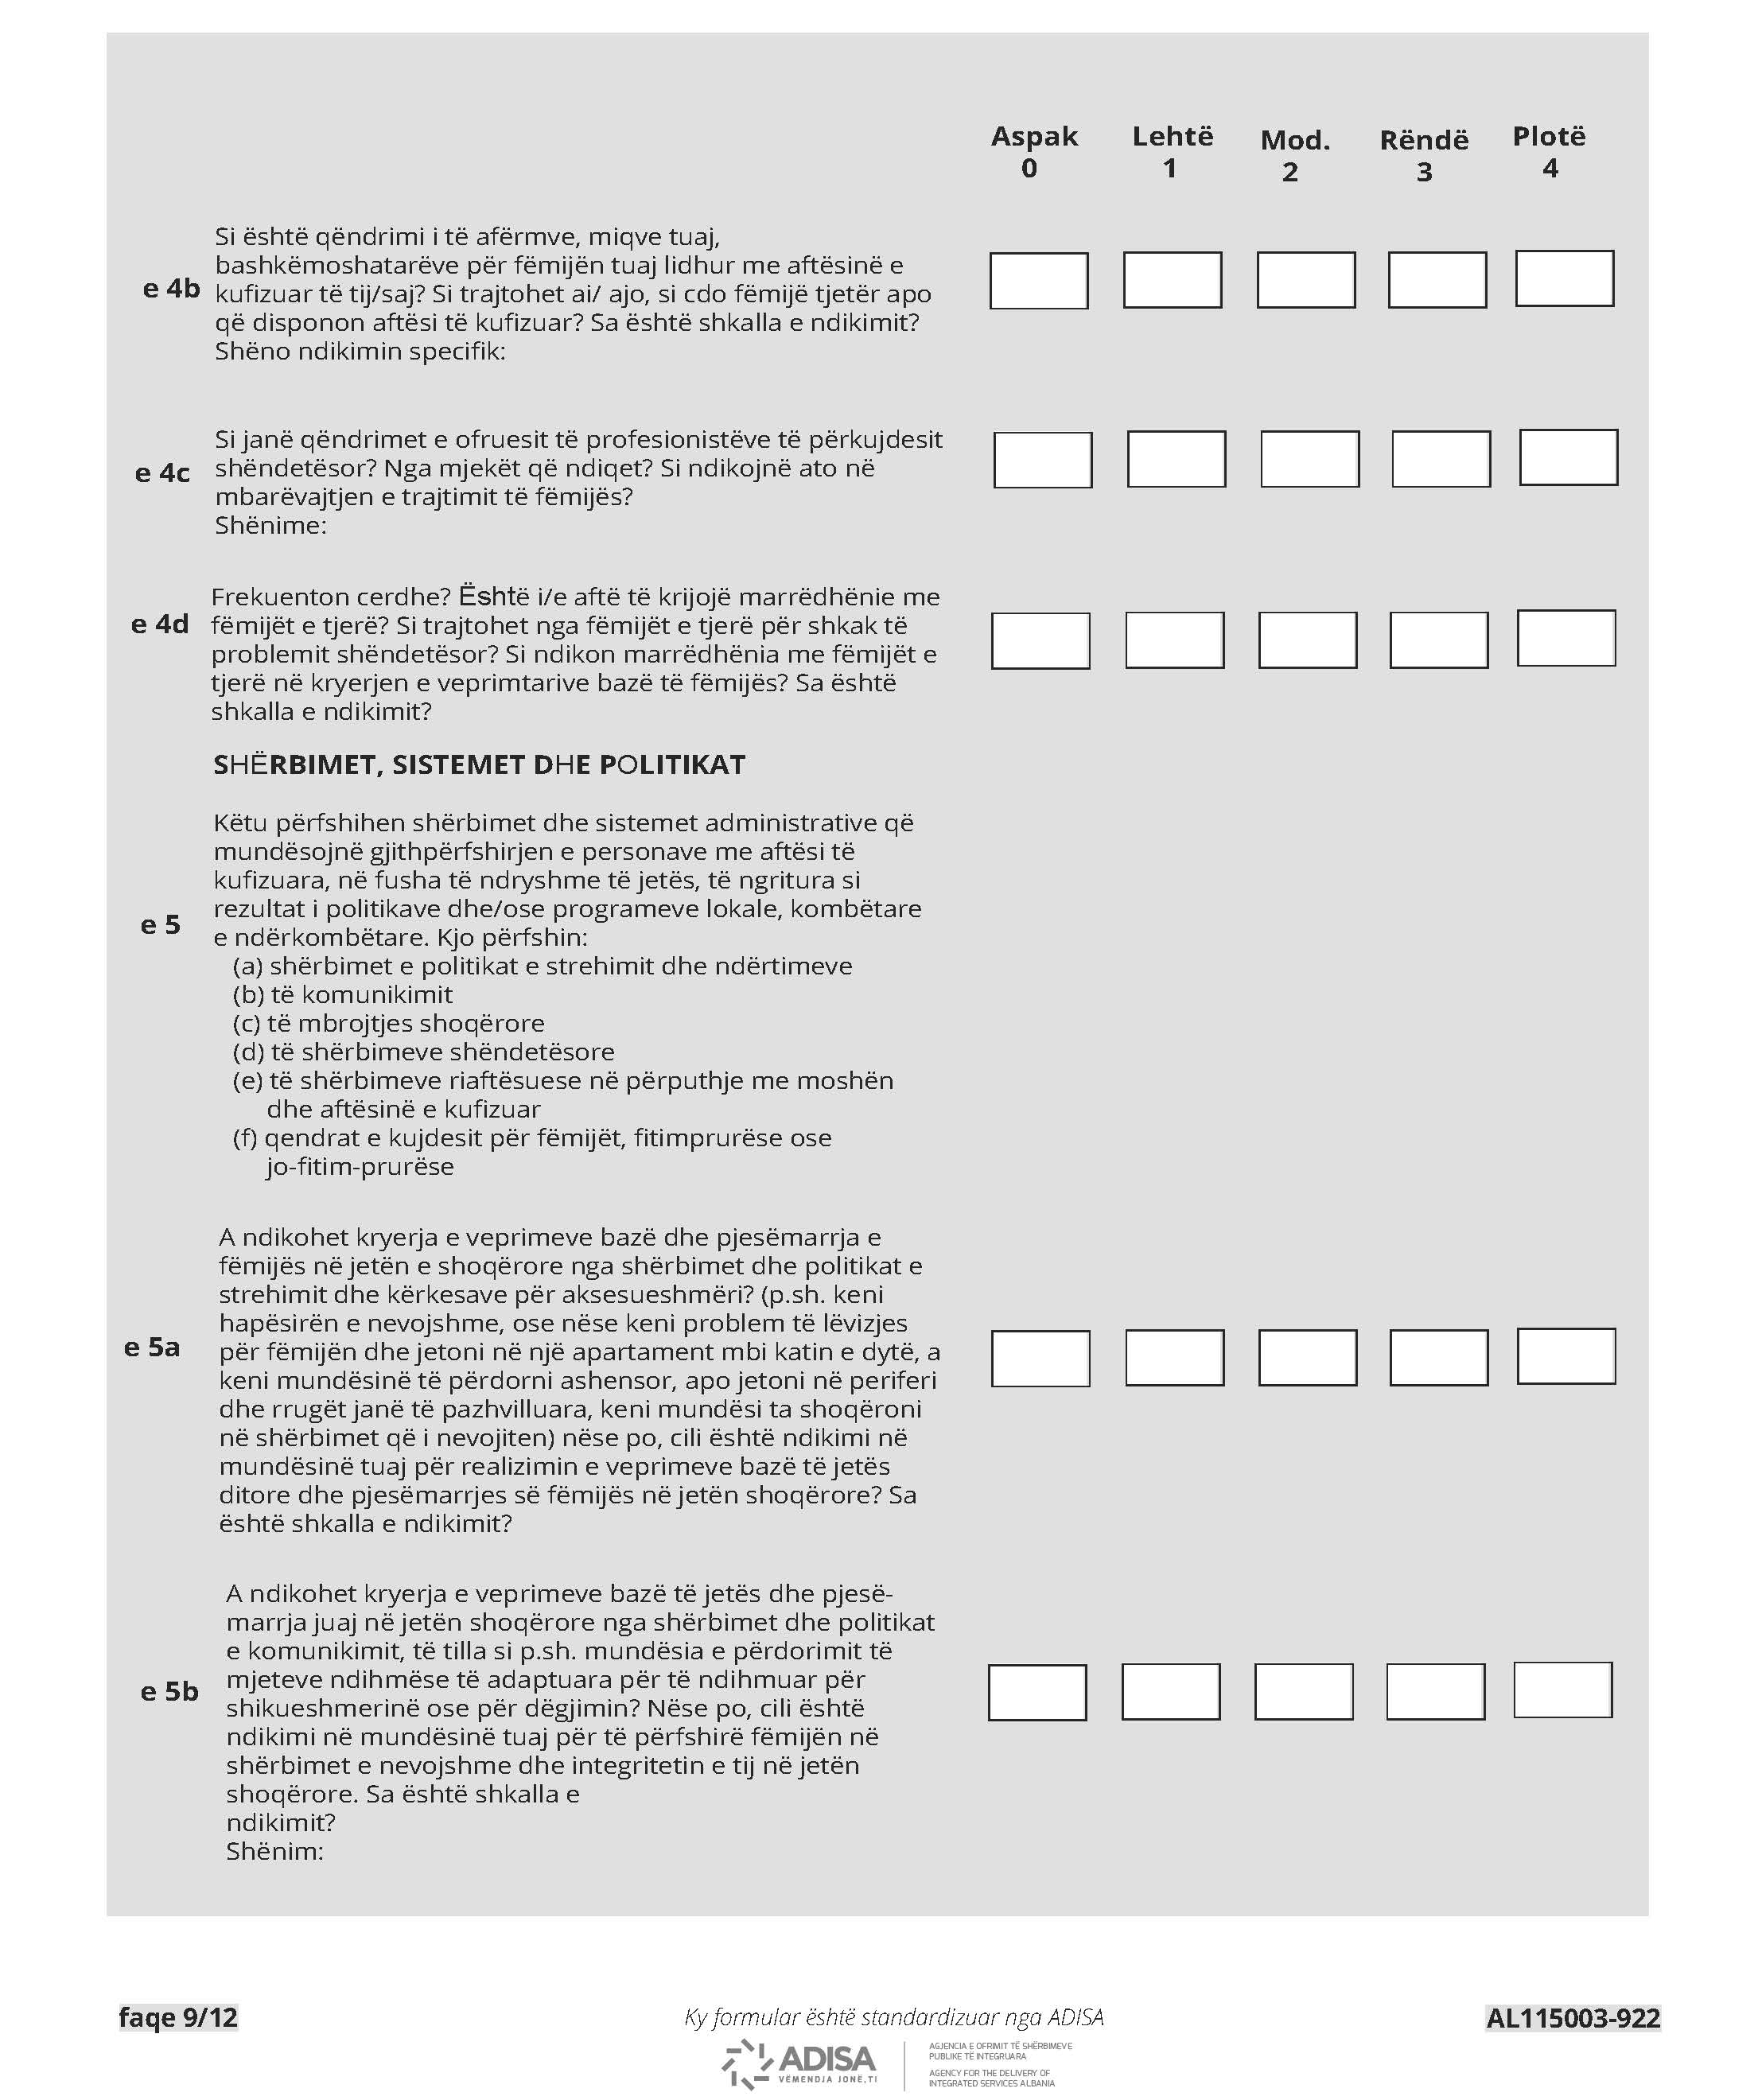 Aspak Lehtë Mod. Rëndë Plotë
0 1 2 3 4
Si është qëndrimi i të afërmve, miqve tuaj,
bashkëmoshatarëve për fëmijën tuaj lidhur me aftësinë e
e 4b kufizuar të tij/saj? Si trajtohet ai/ ajo, si cdo fëmijë tjetër apo
që disponon aftësi të kufizuar? Sa është shkalla e ndikimit?
Shëno ndikimin specifik:
Si janë qëndrimet e ofruesit të profesionistëve të përkujdesit
e 4c shëndetësor? Nga mjekët që ndiqet? Si ndikojnë ato në
mbarëvajtjen e trajtimit të fëmijës?
Shënime:
Frekuenton cerdhe? Është i/e aftë të krijojë marrëdhënie me
e 4d fëmijët e tjerë? Si trajtohet nga fëmijët e tjerë për shkak të
problemit shëndetësor? Si ndikon marrëdhënia me fëmijët e
tjerë në kryerjen e veprimtarive bazë të fëmijës? Sa është
shkalla e ndikimit?
SHËRBIMET, SISTEMET DHE POLITIKAT
Këtu përfshihen shërbimet dhe sistemet administrative që
mundësojnë gjithpërfshirjen e personave me aftësi të
kufizuara, në fusha të ndryshme të jetës, të ngritura si
e 5 rezultat i politikave dhe/ose programeve lokale, kombëtare
e ndërkombëtare. Kjo përfshin:
(a) shërbimet e politikat e strehimit dhe ndërtimeve
(b) të komunikimit
(c) të mbrojtjes shoqërore
(d) të shërbimeve shëndetësore
(e) të shërbimeve riaftësuese në përputhje me moshën
dhe aftësinë e kufizuar
(f) qendrat e kujdesit për fëmijët, fitimprurëse ose
jo-fitim-prurëse
A ndikohet kryerja e veprimeve bazë dhe pjesëmarrja e
fëmijës në jetën e shoqërore nga shërbimet dhe politikat e
strehimit dhe kërkesave për aksesueshmëri? (p.sh. keni
hapësirën e nevojshme, ose nëse keni problem të lëvizjes
e 5a për fëmijën dhe jetoni në një apartament mbi katin e dytë, a
keni mundësinë të përdorni ashensor, apo jetoni në periferi
dhe rrugët janë të pazhvilluara, keni mundësi ta shoqëroni
në shërbimet që i nevojiten) nëse po, cili është ndikimi në
mundësinë tuaj për realizimin e veprimeve bazë të jetës
ditore dhe pjesëmarrjes së fëmijës në jetën shoqërore? Sa
është shkalla e ndikimit?
A ndikohet kryerja e veprimeve bazë të jetës dhe pjesë-
marrja juaj në jetën shoqërore nga shërbimet dhe politikat
e komunikimit, të tilla si p.sh. mundësia e përdorimit të
e 5b mjeteve ndihmëse të adaptuara për të ndihmuar për
shikueshmerinë ose për dëgjimin? Nëse po, cili është
ndikimi në mundësinë tuaj për të përfshirë fëmijën në
shërbimet e nevojshme dhe integritetin e tij në jetën
shoqërore. Sa është shkalla e
ndikimit?
Shënim:
faqe 9/12 Ky formular është standardizuar nga ADISA AL115003-922
ADISA
VËMENDJA JONË,TI
AGJENCIA E OFRIMIT TË SHËRBIMEVE
PUBLIKE TË INTEGRUARA
AGENCY FOR THE DELIVERY OF
INTEGRATED SERVICES ALBANIA